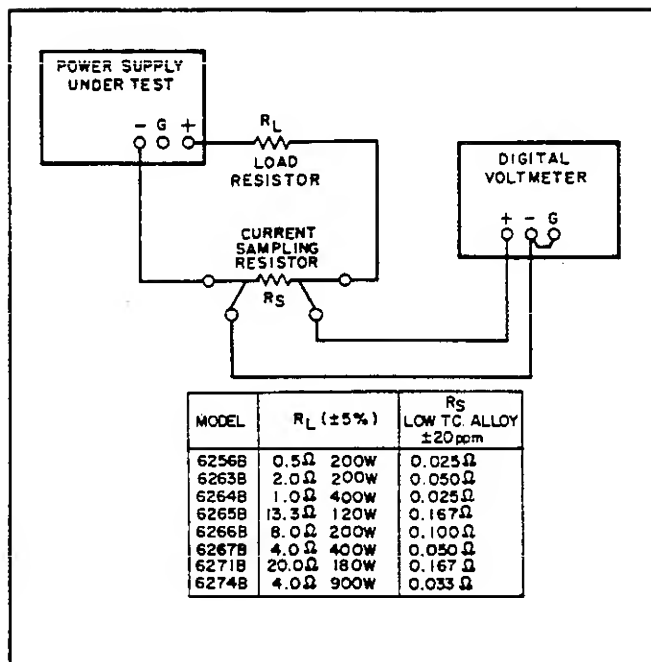 POWER SUPPLY
UNDER TEST
- G +
RL
LOAD
RESISTOR
DIGITAL
VOLTMETER
+ - G
CURRENT
SAMPLING
RESISTOR
RS
MODEL RL (±5%) RS LOW TC. ALLOY ±20ppm
6256B 0.5Ω 200W 0.025Ω
6263B 2.0Ω 200W 0.050Ω
6264B 1.0Ω 400W 0.025Ω
6265B 13.3Ω 120W 0.167Ω
6266B 8.0Ω 200W 0.100Ω
6267B 4.0Ω 400W 0.050Ω
6271B 20.0Ω 180W 0.167Ω
6274B 4.0Ω 900W 0.033Ω